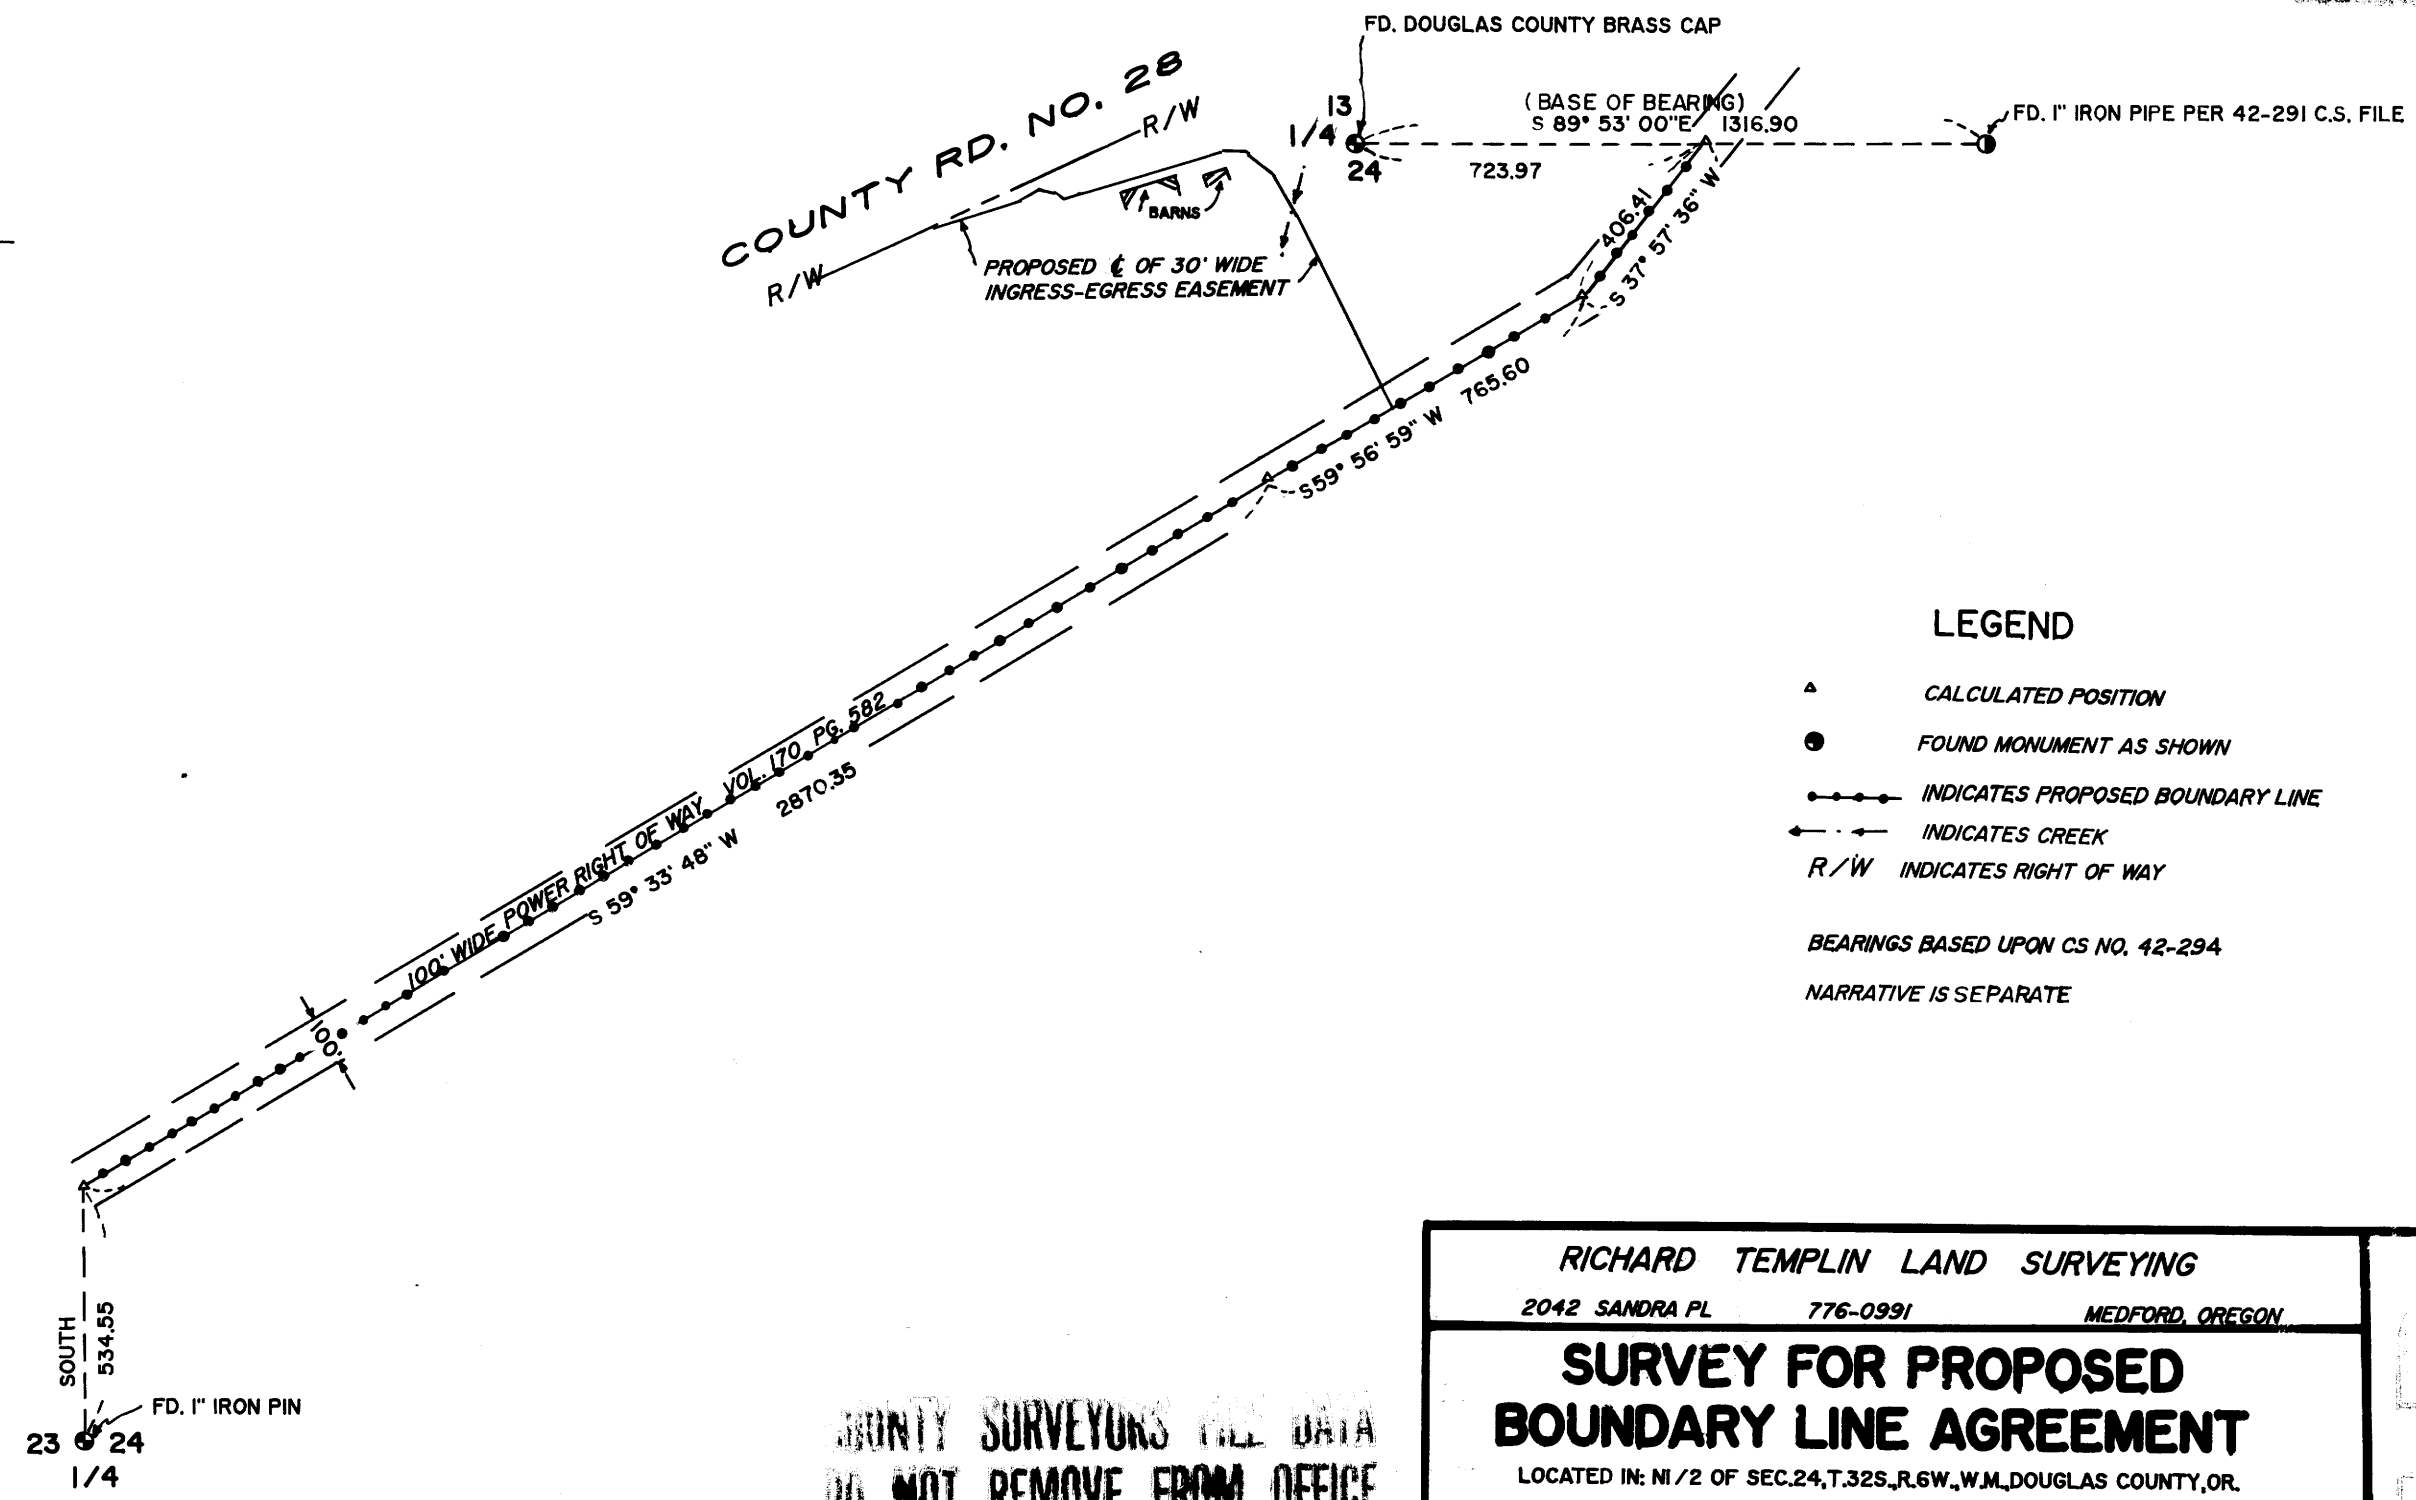 FD. DOUGLAS COUNTY BRASS CAP
COUNTY RD. NO. 28
R/W
R/W
13
1/4
24
(BASE OF BEARING)
S 89° 53' 00"E 1316.90
723.97
FD. 1" IRON PIPE PER 42-291 C.S. FILE
BARNS
PROPOSED ℄ OF 30' WIDE
INGRESS-EGRESS EASEMENT
406.41
S 37° 57' 36" W
S59° 56' 59" W 765.60
100' WIDE POWER RIGHT OF WAY VOL. 170 PG. 582
S 59° 33' 48" W 2870.35
100'
SOUTH
534.55
FD. 1" IRON PIN
23 24
1/4
LEGEND
CALCULATED POSITION
FOUND MONUMENT AS SHOWN
INDICATES PROPOSED BOUNDARY LINE
INDICATES CREEK
R/W INDICATES RIGHT OF WAY
BEARINGS BASED UPON CS NO. 42-294
NARRATIVE IS SEPARATE
SURVEYORS FILE DATA
NOT REMOVE FROM OFFICE
RICHARD TEMPLIN LAND SURVEYING
2042 SANDRA PL 776-0991 MEDFORD, OREGON
SURVEY FOR PROPOSED
BOUNDARY LINE AGREEMENT
LOCATED IN: N1/2 OF SEC.24,T.32S.,R.6W.,W.M.,DOUGLAS COUNTY,OR.